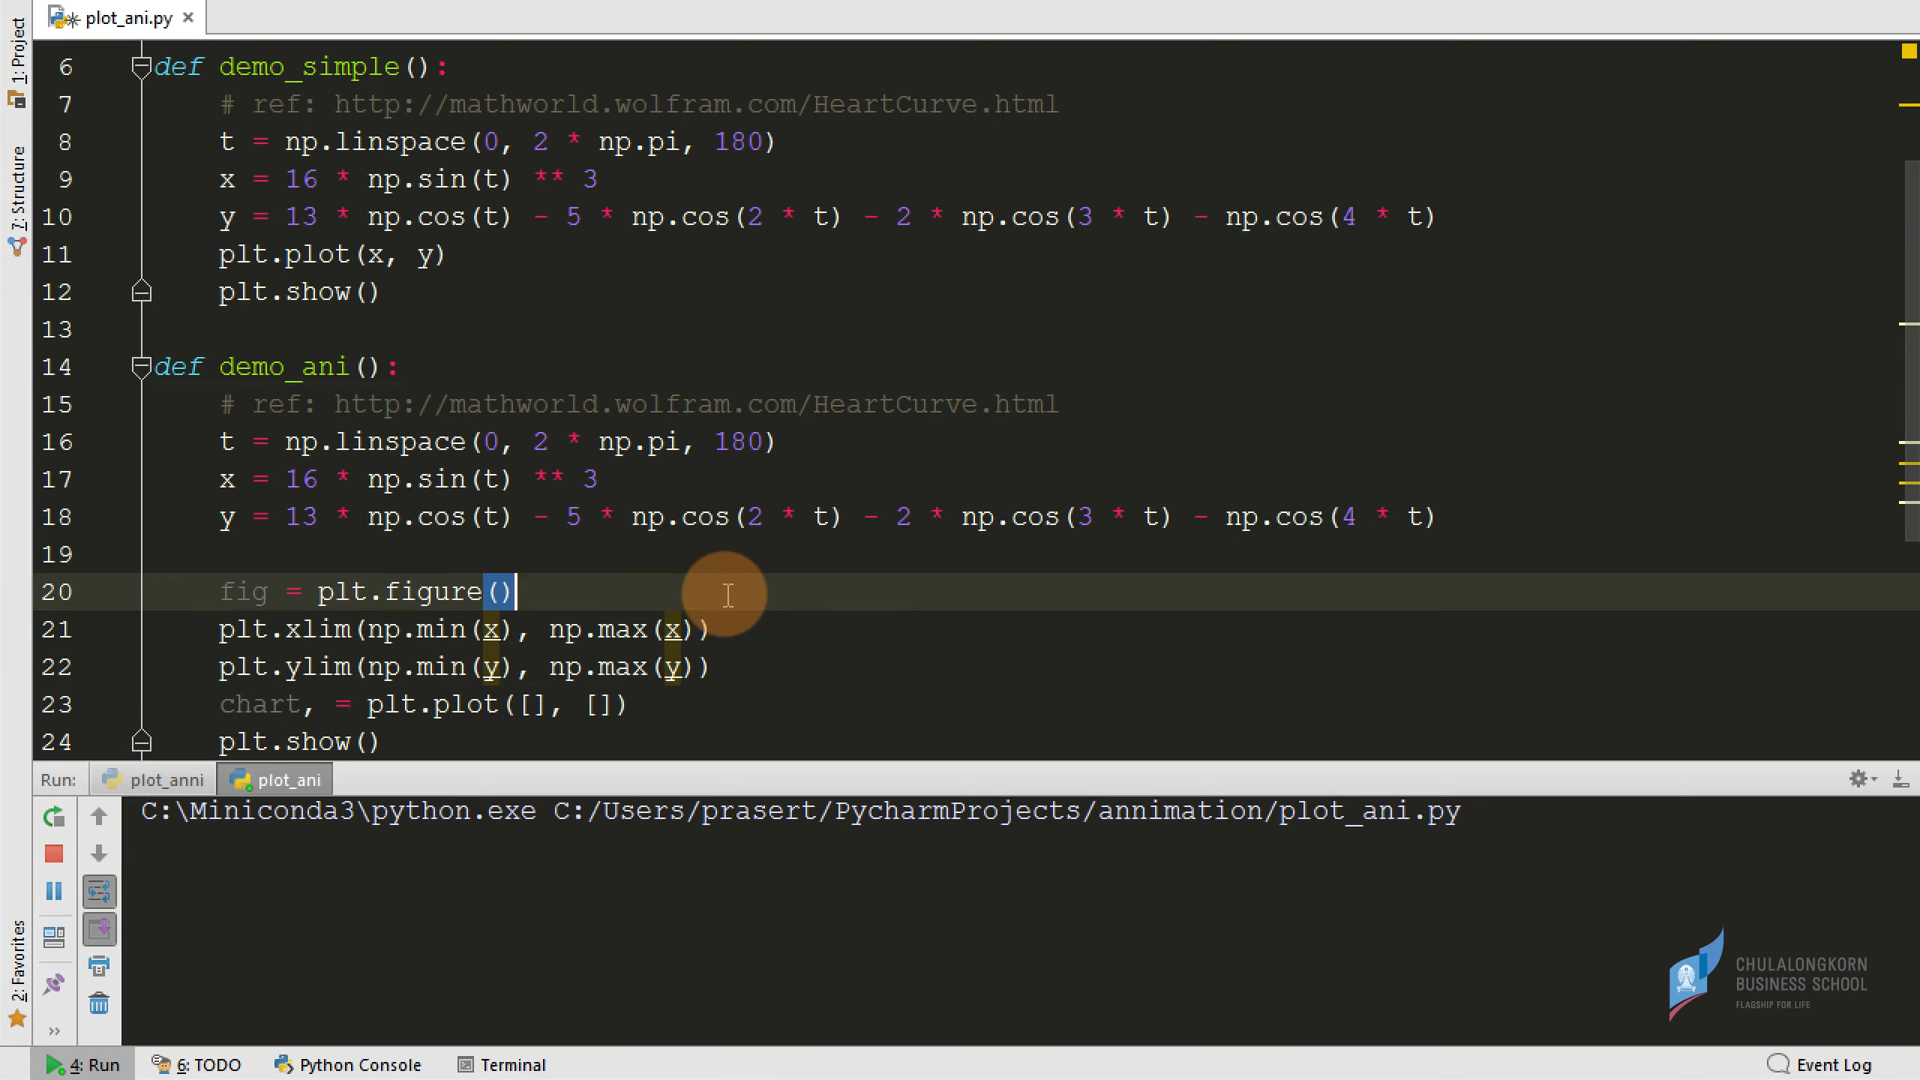 plot_ani.py
1: Project
7: Structure
2: Favorites
6 def demo_simple():
7 # ref: http://mathworld.wolfram.com/HeartCurve.html
8 t = np.linspace(0, 2 * np.pi, 180)
9 x = 16 * np.sin(t) ** 3
10 y = 13 * np.cos(t) - 5 * np.cos(2 * t) - 2 * np.cos(3 * t) - np.cos(4 * t)
11 plt.plot(x, y)
12 plt.show()
13
14 def demo_ani():
15 # ref: http://mathworld.wolfram.com/HeartCurve.html
16 t = np.linspace(0, 2 * np.pi, 180)
17 x = 16 * np.sin(t) ** 3
18 y = 13 * np.cos(t) - 5 * np.cos(2 * t) - 2 * np.cos(3 * t) - np.cos(4 * t)
19
20 fig = plt.figure()
21 plt.xlim(np.min(x), np.max(x))
22 plt.ylim(np.min(y), np.max(y))
23 chart, = plt.plot([], [])
24 plt.show()
Run: plot_anni plot_ani
C:\Miniconda3\python.exe C:/Users/prasert/PycharmProjects/annimation/plot_ani.py
CHULALONGKORN
BUSINESS SCHOOL
FLAGSHIP FOR LIFE
4: Run 6: TODO Python Console Terminal Event Log